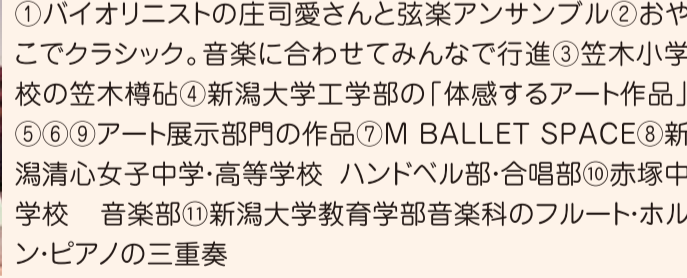 ①バイオリニストの庄司愛さんと弦楽アンサンブル②おや
こでクラシック。音楽に合わせてみんなで行進③笠木小学
校の笠木樽砧④新潟大学工学部の「体感するアート作品」
⑤⑥⑨アート展示部門の作品⑦M BALLET SPACE⑧新
潟清心女子中学・高等学校 ハンドベル部・合唱部⑩赤塚中
学校 音楽部⑪新潟大学教育学部音楽科のフルート・ホル
ン・ピアノの三重奏